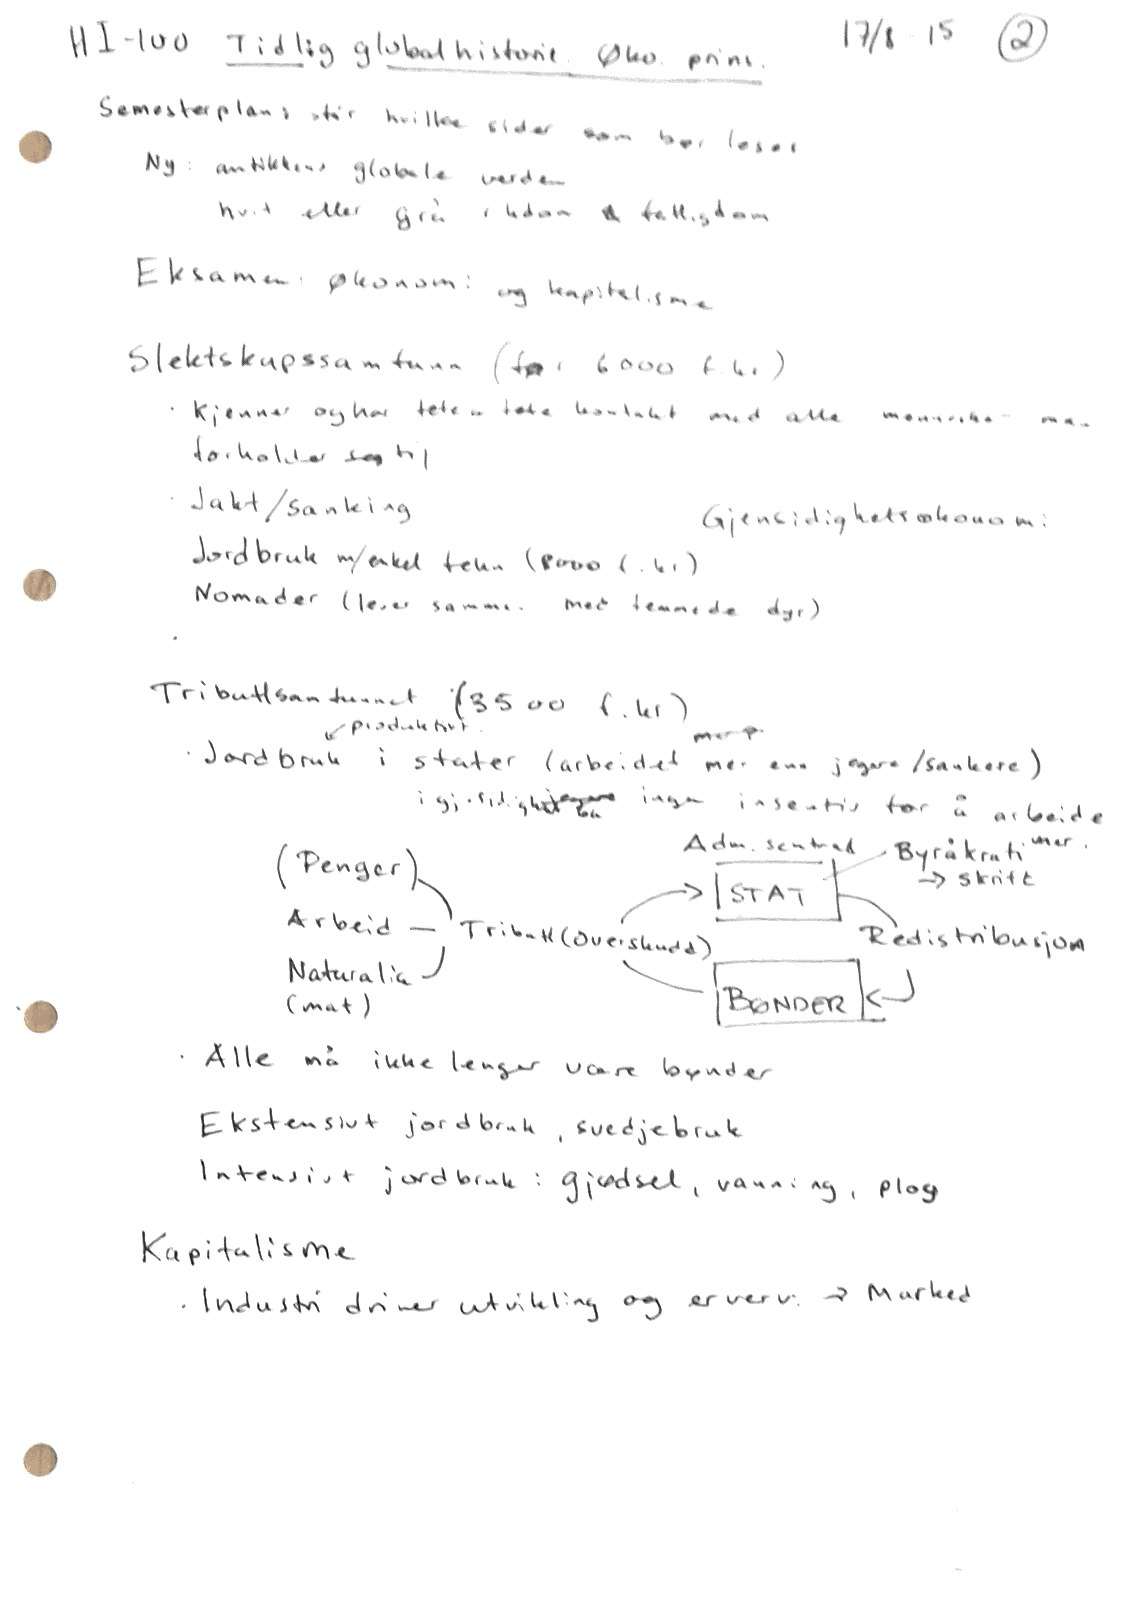 HI-100 Tidlig globalhistorie. Øko. prins. 17/8-15 2
Semesterplan: står hvilke sider som bør leses
Ny: antikkens globale verden
hvit eller grå rikdom & fattigdom
Eksamen: økonomi og kapitalisme
Slektskapssamfunn (før 6000 f.kr)
· Kjenner og har tete a tete kontakt med alle mennesker man
forholder seg til
· Jakt/sanking
Gjensidighetsøkonomi
Jordbruk m/enkel tekn (8000 f.kr)
Nomader (lever sammen med temmede dyr)
·
Tributtsamfunnet (3500 f.kr)
produktivt
· Jordbruk i stater (arbeidet mer enn jegere/sankere)
ingen insentiv for å arbeide
mer.
Adm. sentral
Byråkrati
→ skrift
(Penger)
STAT
Arbeid
Tributt (overskudd)
Redistribusjon
Naturalia
(mat)
BØNDER
· Alle må ikke lenger være bønder
Ekstensivt jordbruk, svedjebruk
Intensivt jordbruk: gjødsel, vanning, plog
Kapitalisme
· Industri driver utvikling og erverv: → Marked